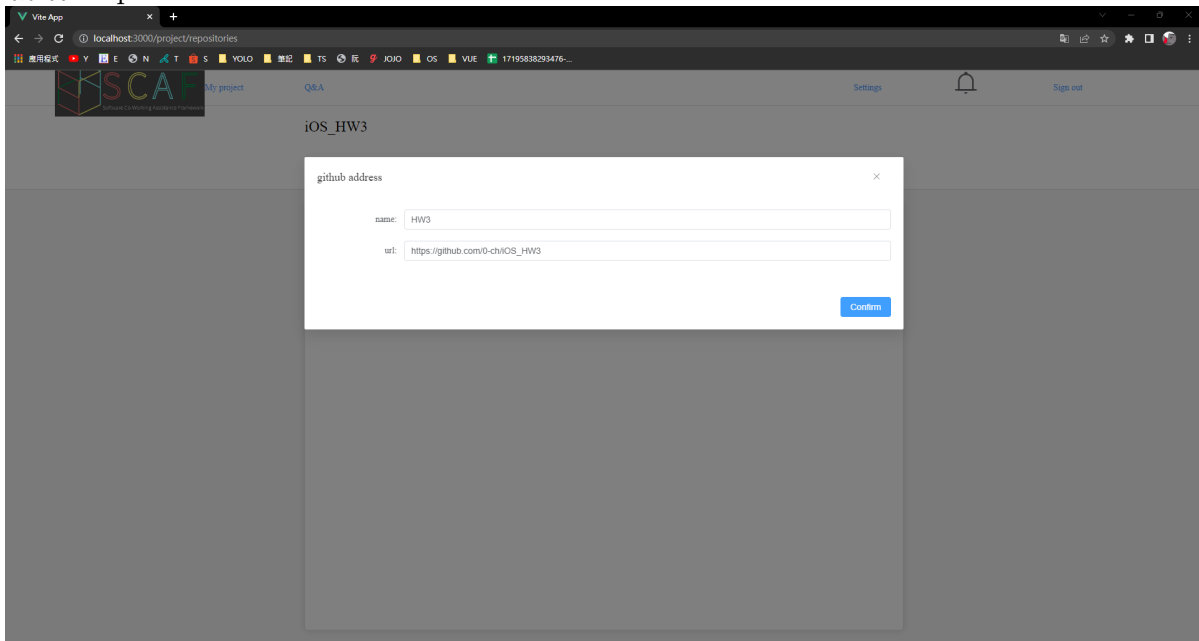 Vite App
localhost:3000/project/repositories
應用程式 Y E N T S YOLO 筆記 TS 阮 JOJO OS VUE 17195838293476-...
SCAF My project Q&A Settings Sign out
Software Co-Working Assistance Framework
iOS_HW3
github address
name: HW3
url: https://github.com/0-ch/iOS_HW3
Confirm